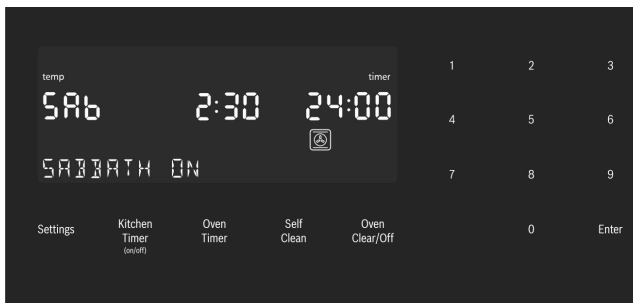 temp timer
SAb 2:30 24:00
SABBATH ON
Settings Kitchen Timer (on/off) Oven Timer Self Clean Oven Clear/Off
1 2 3
4 5 6
7 8 9
0 Enter